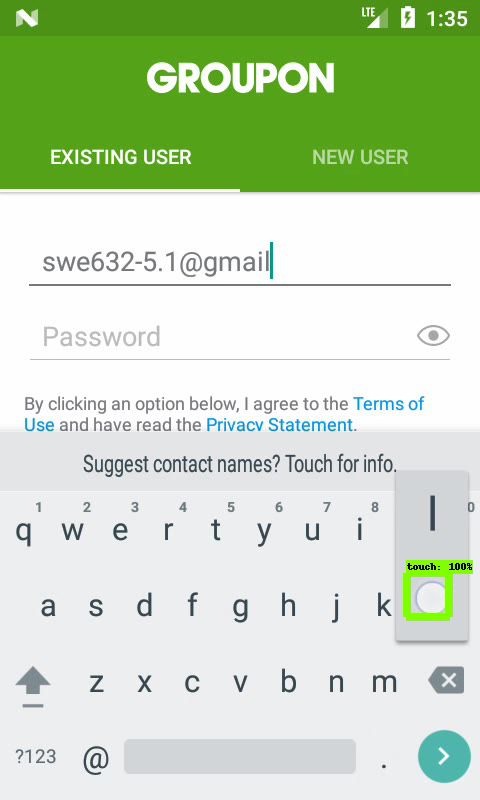 LTE 1:35
GROUPON
EXISTING USER NEW USER
swe632-5.1@gmail
Password
By clicking an option below, I agree to the Terms of
Use and have read the Privacy Statement.
Suggest contact names? Touch for info.
1 2 3 4 5 6 7 8 0
q w e r t y u i
l
touch: 100%
a s d f g h j k
z x c v b n m
?123 @ .